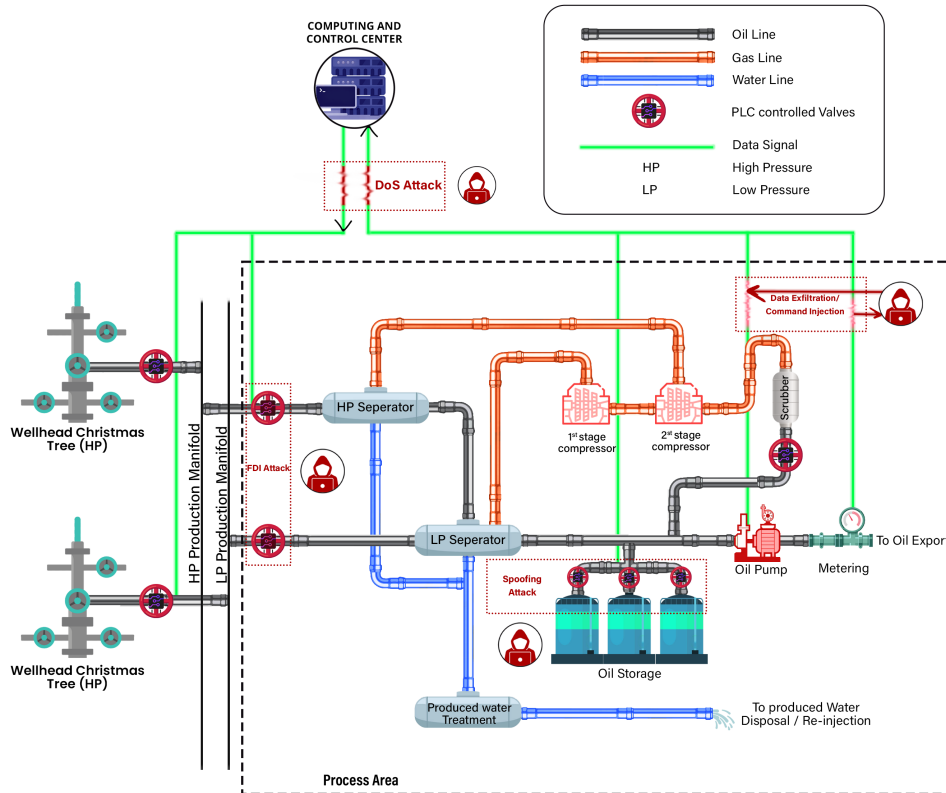 COMPUTING AND
CONTROL CENTER
Oil Line
Gas Line
Water Line
PLC controlled Valves
Data Signal
HP
High Pressure
LP
Low Pressure
DoS Attack
Data Exfiltration/
Command Injection
Wellhead Christmas
Tree (HP)
HP Production Manifold
LP Production Manifold
FDI Attack
HP Seperator
1st stage
compersor
2st stage
compressor
Scrubber
LP Seperator
Oil Pump
Metering
To Oil Expor
Spoofing
Attack
Oil Storage
Wellhead Christmas
Tree (HP)
Produced water
Treatment
To produced Water
Disposal / Re-injection
Process Area